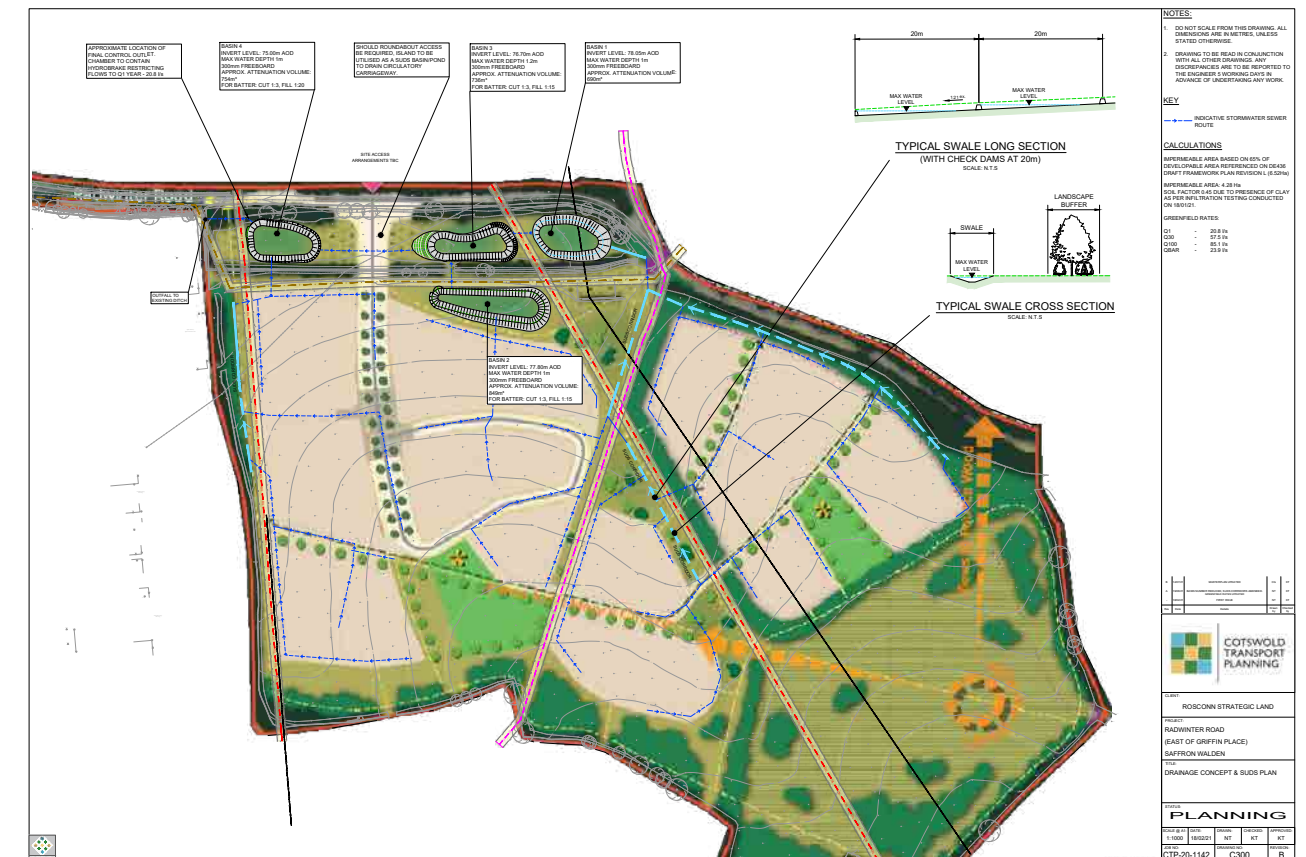 APPROXIMATE LOCATION OF
FINAL CONTROL OUTLET.
CHAMBER TO CONTAIN
HYDROBRAKE RESTRICTING
FLOWS TO Q1 YEAR - 20.8 l/s
BASIN 4
INVERT LEVEL: 75.00m AOD
MAX WATER DEPTH 1m
300mm FREEBOARD
APPROX. ATTENUATION VOLUME:
754m³
FOR BATTER: CUT 1:3, FILL 1:20
SHOULD ROUNDABOUT ACCESS
BE REQUIRED, ISLAND TO BE
UTILISED AS A SUDS BASIN/POND
TO DRAIN CIRCULATORY
CARRIAGEWAY.
BASIN 3
INVERT LEVEL: 76.70m AOD
MAX WATER DEPTH 1.2m
300mm FREEBOARD
APPROX. ATTENUATION VOLUME:
736m³
FOR BATTER: CUT 1:3, FILL 1:15
BASIN 1
INVERT LEVEL: 78.05m AOD
MAX WATER DEPTH 1m
300mm FREEBOARD
APPROX. ATTENUATION VOLUME:
690m³
SITE ACCESS
ARRANGEMENTS TBC
Radwinter Road
OUTFALL TO
EXISTING DITCH
BASIN 2
INVERT LEVEL: 77.80m AOD
MAX WATER DEPTH 1m
300mm FREEBOARD
APPROX. ATTENUATION VOLUME:
849m³
FOR BATTER: CUT 1:3, FILL 1:15
20m
20m
MAX WATER
LEVEL
MAX WATER
LEVEL
TYPICAL SWALE LONG SECTION
(WITH CHECK DAMS AT 20m)
SCALE: N.T.S
LANDSCAPE
BUFFER
SWALE
MAX WATER
LEVEL
TYPICAL SWALE CROSS SECTION
SCALE: N.T.S
NOTES:
1. DO NOT SCALE FROM THIS DRAWING. ALL
DIMENSIONS ARE IN METRES, UNLESS
STATED OTHERWISE.
2. DRAWING TO BE READ IN CONJUNCTION
WITH ALL OTHER DRAWINGS. ANY
DISCREPANCIES ARE TO BE REPORTED TO
THE ENGINEER 5 WORKING DAYS IN
ADVANCE OF UNDERTAKING ANY WORK.
KEY
INDICATIVE STORMWATER SEWER
ROUTE
CALCULATIONS
IMPERMEABLE AREA BASED ON 65% OF
DEVELOPABLE AREA REFERENCED ON DE436
DRAFT FRAMEWORK PLAN REVISION L (6.52Ha)
IMPERMEABLE AREA: 4.28 Ha
SOIL FACTOR 0.45 DUE TO PRESENCE OF CLAY
AS PER INFILTRATION TESTING CONDUCTED
ON 18/01/21.
GREENFIELD RATES:
Q1 - 20.8 l/s
Q30 - 57.5 l/s
Q100 - 85.1 l/s
QBAR - 23.9 l/s
COTSWOLD
TRANSPORT
PLANNING
CLIENT:
ROSCONN STRATEGIC LAND
PROJECT:
RADWINTER ROAD
(EAST OF GRIFFIN PLACE)
SAFFRON WALDEN
TITLE:
DRAINAGE CONCEPT & SUDS PLAN
STATUS:
PLANNING
SCALE @ A1: DATE: DRAWN: CHECKED: APPROVED:
1:1000 18/02/21 NT KT KT
JOB NO: DRAWING NO: REVISION:
CTP-20-1142 C300 B